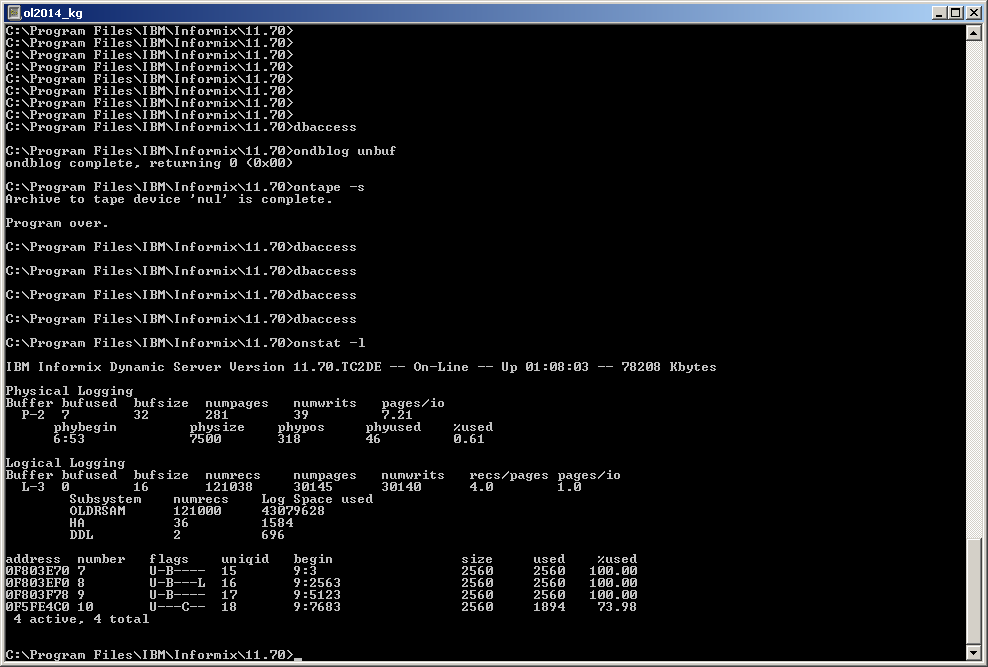 ol2014_kg
C:\Program Files\IBM\Informix\11.70>
C:\Program Files\IBM\Informix\11.70>
C:\Program Files\IBM\Informix\11.70>
C:\Program Files\IBM\Informix\11.70>
C:\Program Files\IBM\Informix\11.70>
C:\Program Files\IBM\Informix\11.70>
C:\Program Files\IBM\Informix\11.70>
C:\Program Files\IBM\Informix\11.70>
C:\Program Files\IBM\Informix\11.70>dbaccess
C:\Program Files\IBM\Informix\11.70>ondblog unbuf
ondblog complete, returning 0 (0x00)
C:\Program Files\IBM\Informix\11.70>ontape -s
Archive to tape device 'nul' is complete.
Program over.
C:\Program Files\IBM\Informix\11.70>dbaccess
C:\Program Files\IBM\Informix\11.70>dbaccess
C:\Program Files\IBM\Informix\11.70>dbaccess
C:\Program Files\IBM\Informix\11.70>dbaccess
C:\Program Files\IBM\Informix\11.70>onstat -l
IBM Informix Dynamic Server Version 11.70.TC2DE -- On-Line -- Up 01:08:03 -- 78208 Kbytes
Physical Logging
Buffer bufused  bufsize  numpages   numwrits   pages/io
  P-2  7        32       281        39         7.21
      phybegin         physize    phypos     phyused    %used
      6:53             7500       318        46         0.61
Logical Logging
Buffer bufused  bufsize  numrecs    numpages   numwrits   recs/pages pages/io
  L-3  0        16       121038     30145      30140      4.0        1.0
        Subsystem    numrecs    Log Space used
        OLDRSAM      121000     43079628
        HA           36         1584
        DDL          2          696
address  number   flags    uniqid   begin                size     used    %used
0F803E70 7        U-B----  15       9:3                  2560     2560   100.00
0F803EF0 8        U-B---L  16       9:2563               2560     2560   100.00
0F803F78 9        U-B----  17       9:5123               2560     2560   100.00
0F5FE4C0 10       U---C--  18       9:7683               2560     1894    73.98
 4 active, 4 total
C:\Program Files\IBM\Informix\11.70>_